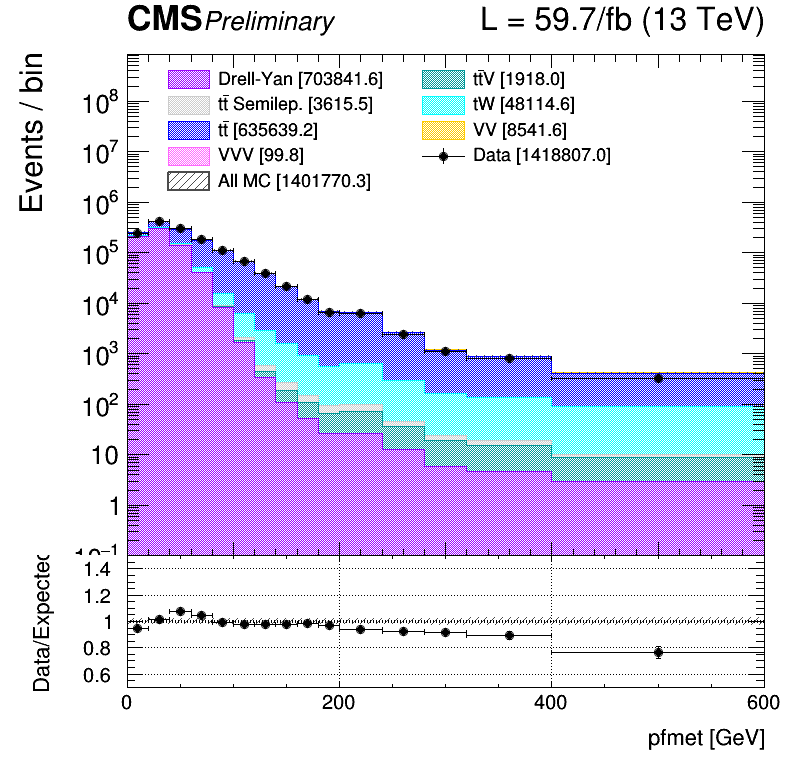 CMS Preliminary L = 59.7/fb (13 TeV)
Events / bin
Drell-Yan [703841.6]
tt̄ Semilep. [3615.5]
tt̄ [635639.2]
VVV [99.8]
All MC [1401770.3]
tt̄V [1918.0]
tW [48114.6]
VV [8541.6]
Data [1418807.0]
10⁸
10⁷
10⁶
10⁵
10⁴
10³
10²
10
1
10⁻¹
Data/Expected
1.4
1.2
1
0.8
0.6
0 200 400 600
pfmet [GeV]